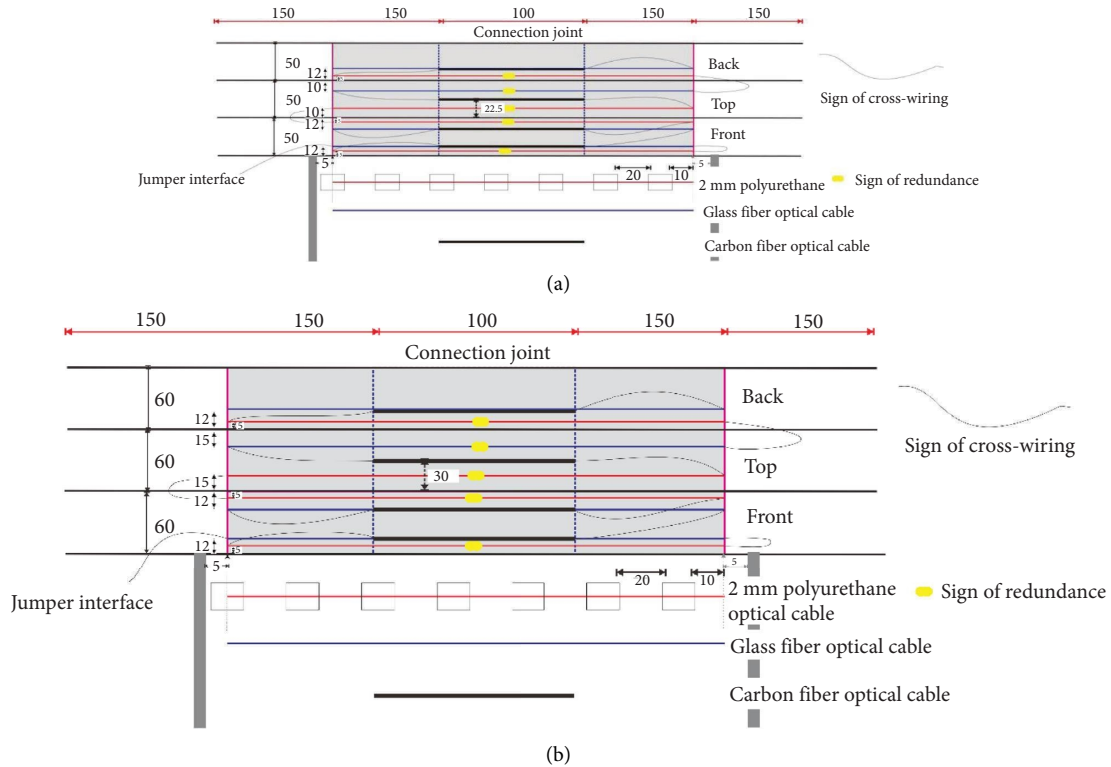 (a)
150 150 100 150 150
Connection joint
50
12
5
Back
10
50
22.5
Top
10
12
5
Front
50
12
5
Sign of cross-wiring
Jumper interface
5
5
20
10
2 mm polyurethane
Sign of redundance
Glass fiber optical cable
Carbon fiber optical cable
(a)
150 150 100 150 150
Connection joint
60
12
5
Back
15
60
30
Top
15
12
5
Front
60
12
5
Sign of cross-wiring
Jumper interface
5
5
20
10
2 mm polyurethane
optical cable
Sign of redundance
Glass fiber optical cable
Carbon fiber optical cable
(b)